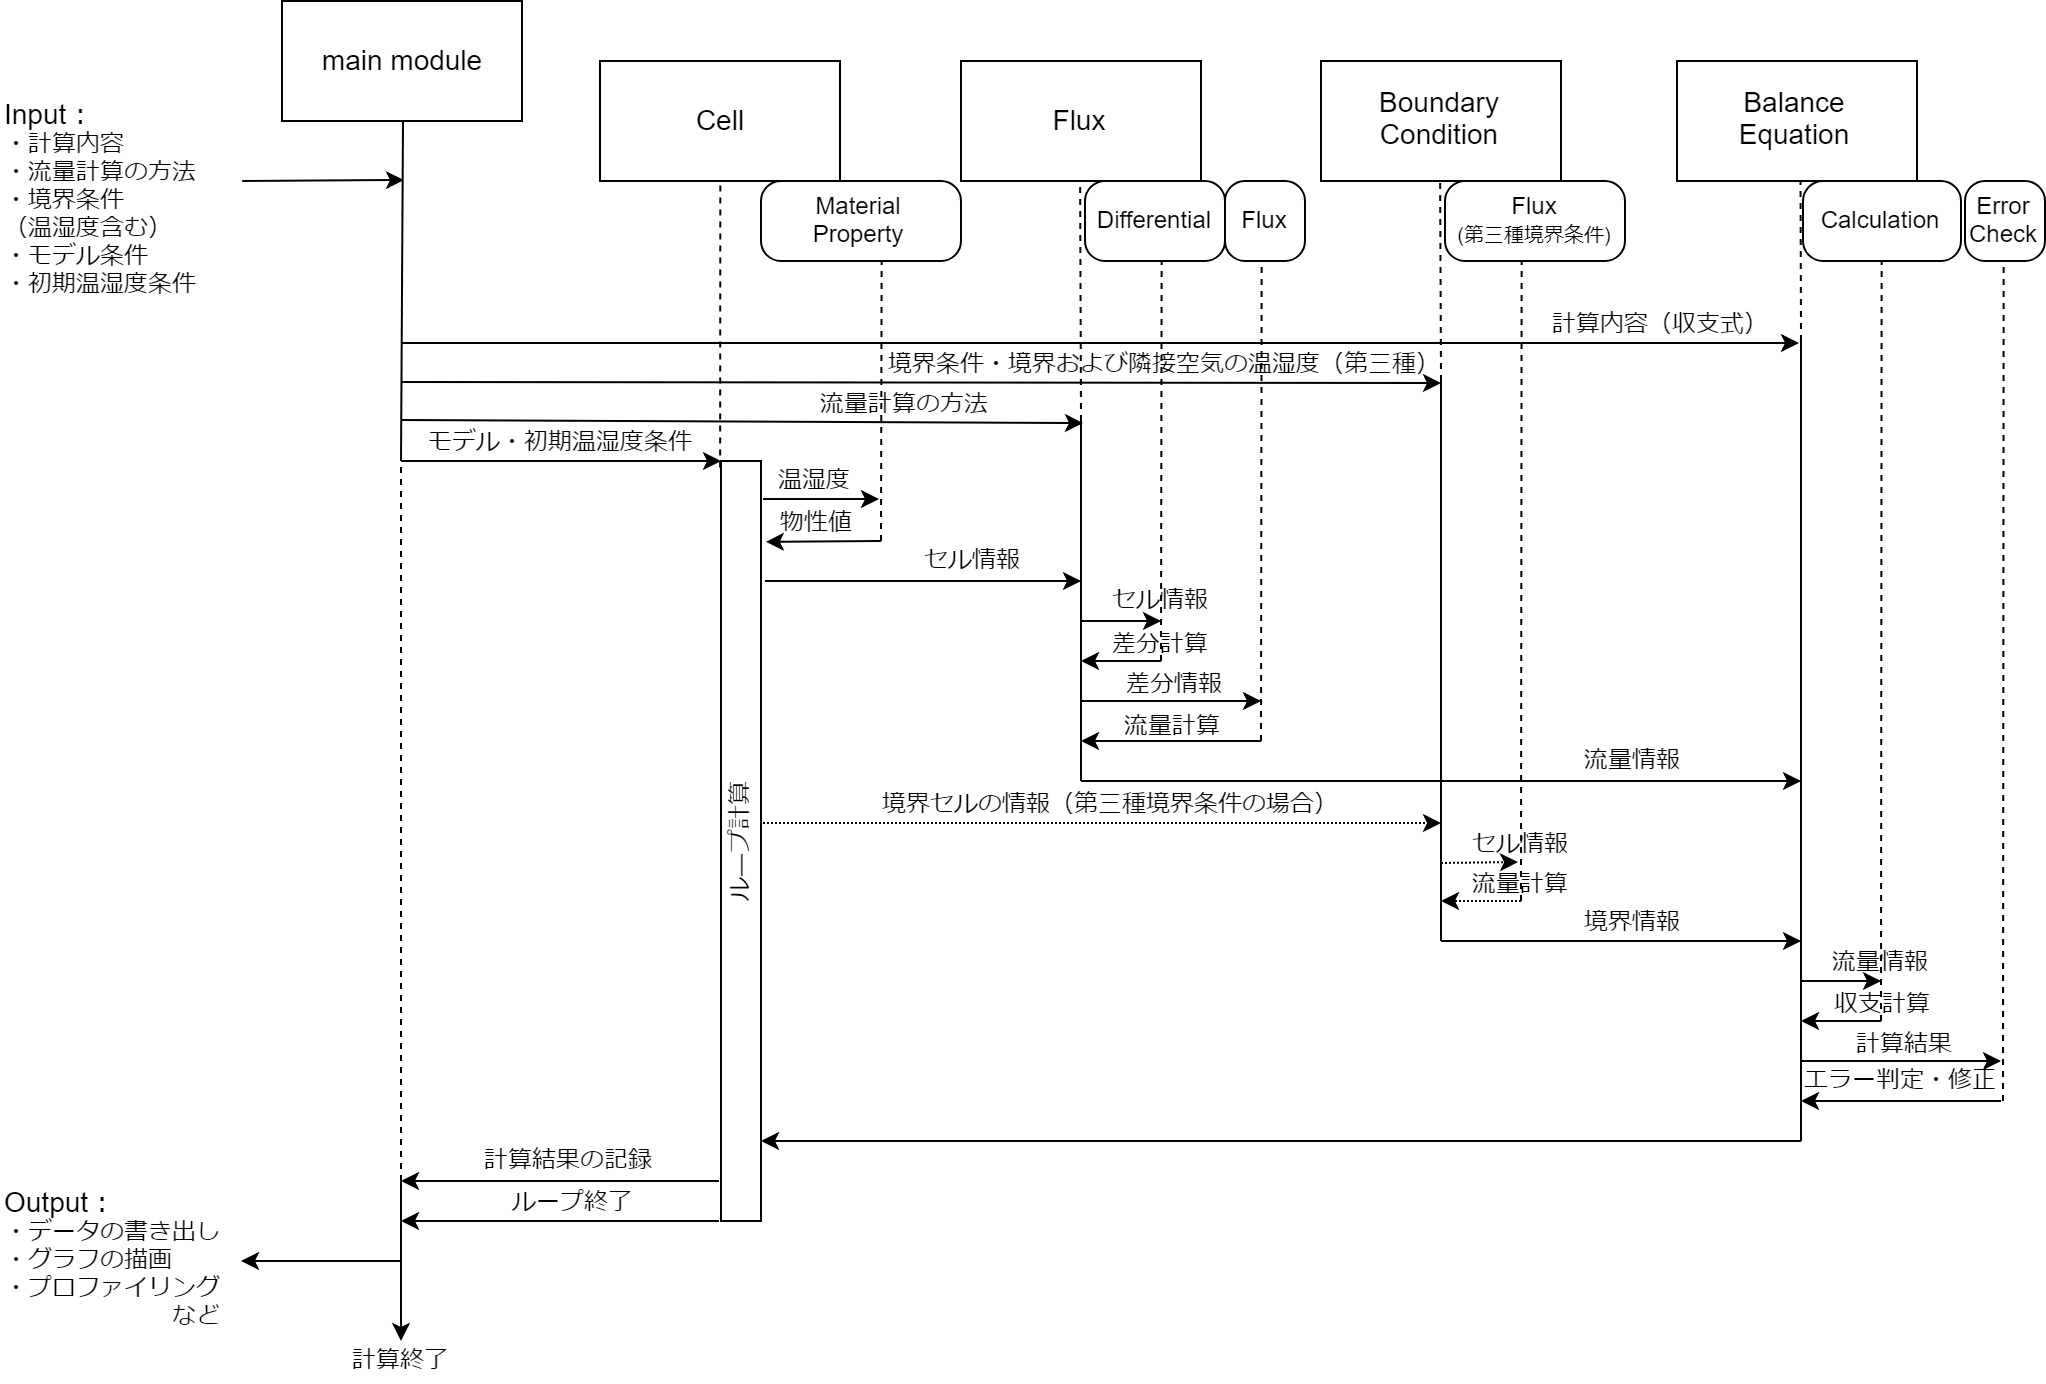 main module
Cell
Flux
Boundary
Condition
Balance
Equation
Input：
・計算内容
・流量計算の方法
・境界条件
（温湿度含む）
・モデル条件
・初期温湿度条件
Material
Property
Differential
Flux
Flux
(第三種境界条件)
Calculation
Error
Check
計算内容（収支式）
境界条件・境界および隣接空気の温湿度（第三種）
流量計算の方法
モデル・初期温湿度条件
温湿度
物性値
セル情報
セル情報
差分計算
差分情報
流量計算
流量情報
ループ計算
境界セルの情報（第三種境界条件の場合）
セル情報
流量計算
境界情報
流量情報
収支計算
計算結果
エラー判定・修正
計算結果の記録
ループ終了
Output：
・データの書き出し
・グラフの描画
・プロファイリング
など
計算終了